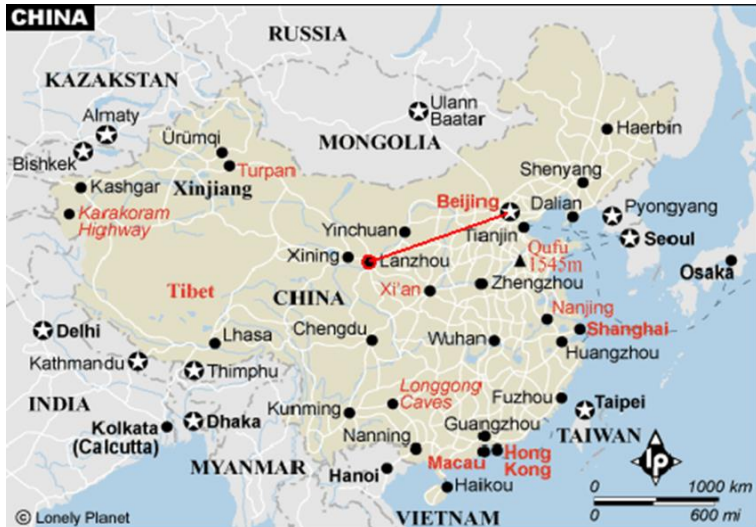 CHINA
RUSSIA
KAZAKSTAN
Almaty
Ulann
Baatar
MONGOLIA
Haerbin
Bishkek
Ürümqi
Turpan
Shenyang
Kashgar
Xinjiang
Beijing
Dalian
Pyongyang
Karakoram
Highway
Yinchuan
Tianjin
Seoul
Xining
Lanzhou
Qufu
1545m
Osaka
Tibet
CHINA
Xi'an
Zhengzhou
Nanjing
Shanghai
Delhi
Lhasa
Chengdu
Wuhan
Huangzhou
Kathmandu
Thimphu
Longgong
Caves
Fuzhou
Taipei
INDIA
Kolkata
(Calcutta)
Dhaka
Kunming
Guangzhou
TAIWAN
Nanning
MYANMAR
Hanoi
Macau
Hong
Kong
lp
Haikou
0 1000 km
0 600 mi
© Lonely Planet
VIETNAM